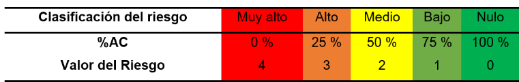 Clasificación del riesgo Muy alto Alto Medio Bajo Nulo
%AC 0 % 25 % 50 % 75 % 100 %
Valor del Riesgo 4 3 2 1 0